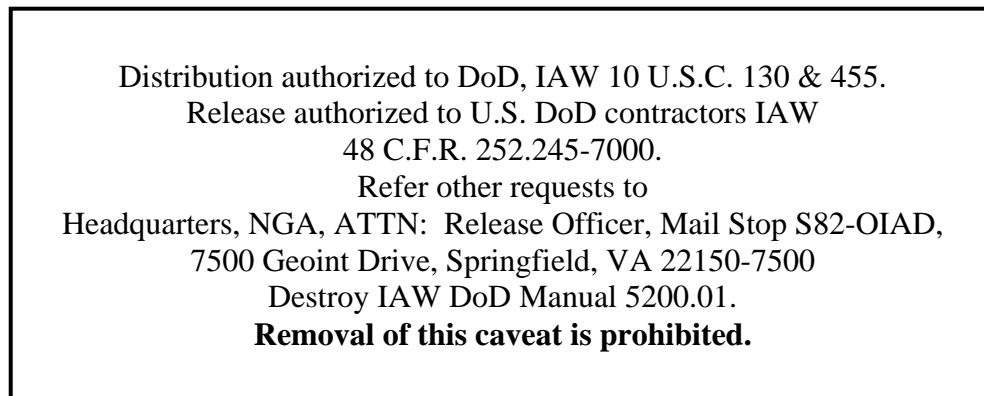 Distribution authorized to DoD, IAW 10 U.S.C. 130 & 455.
Release authorized to U.S. DoD contractors IAW
48 C.F.R. 252.245-7000.
Refer other requests to
Headquarters, NGA, ATTN:  Release Officer, Mail Stop S82-OIAD,
7500 Geoint Drive, Springfield, VA 22150-7500
Destroy IAW DoD Manual 5200.01.
Removal of this caveat is prohibited.